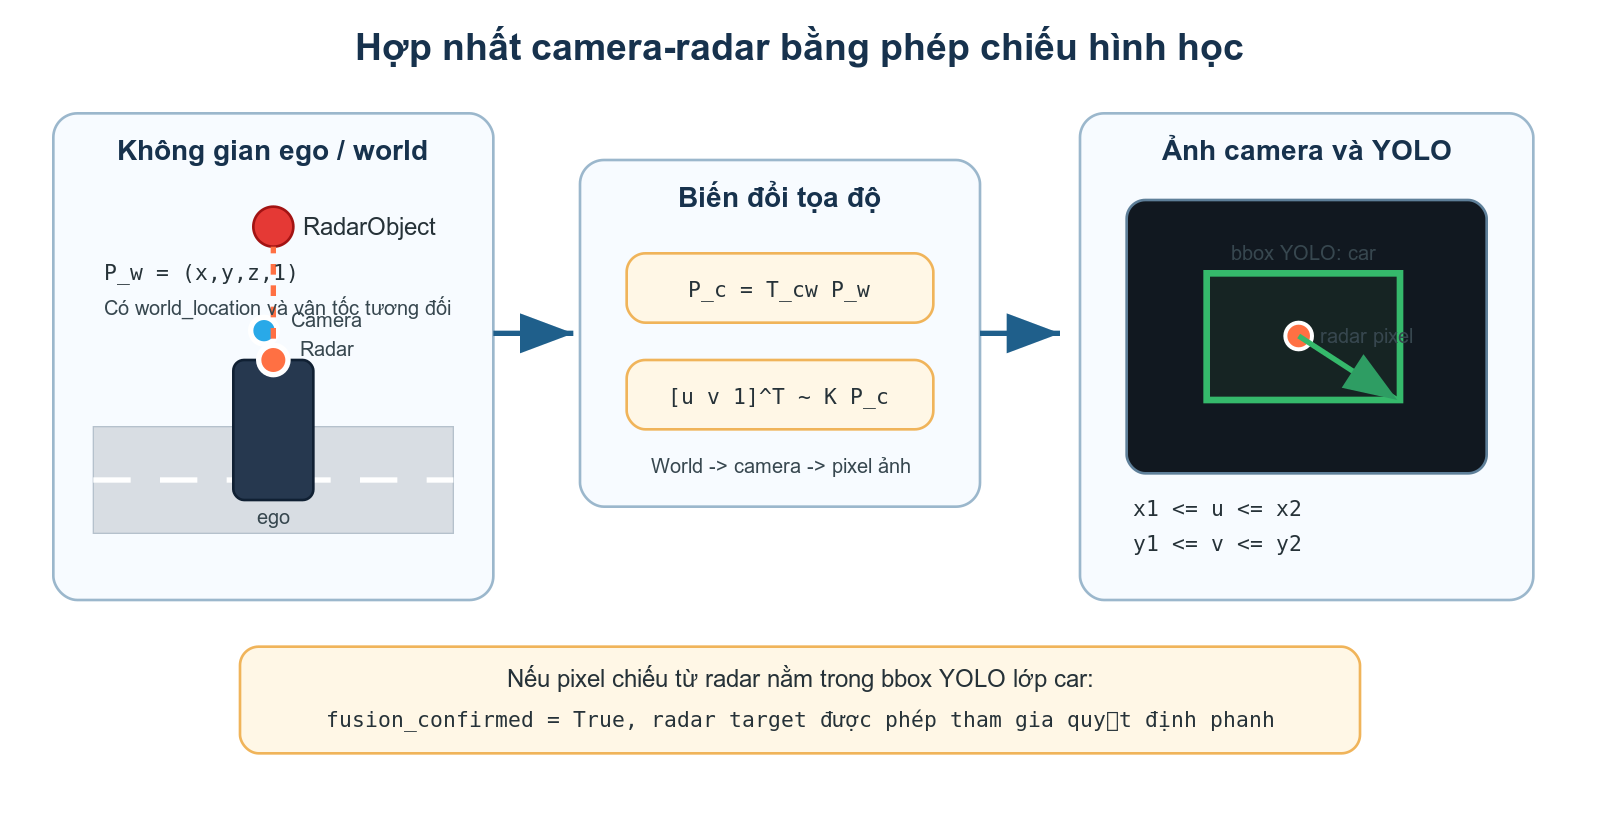 Hợp nhất camera-radar bằng phép chiếu hình học
Không gian ego / world
RadarObject
P_w = (x,y,z,1)
Có world_location và vận tốc tương đối
Camera
Radar
ego
Biến đổi tọa độ
P_c = T_cw P_w
[u v 1]^T ~ K P_c
World -> camera -> pixel ảnh
Ảnh camera và YOLO
bbox YOLO: car
radar pixel
x1 <= u <= x2
y1 <= v <= y2
Nếu pixel chiếu từ radar nằm trong bbox YOLO lớp car:
fusion_confirmed = True, radar target được phép tham gia quy▯t định phanh